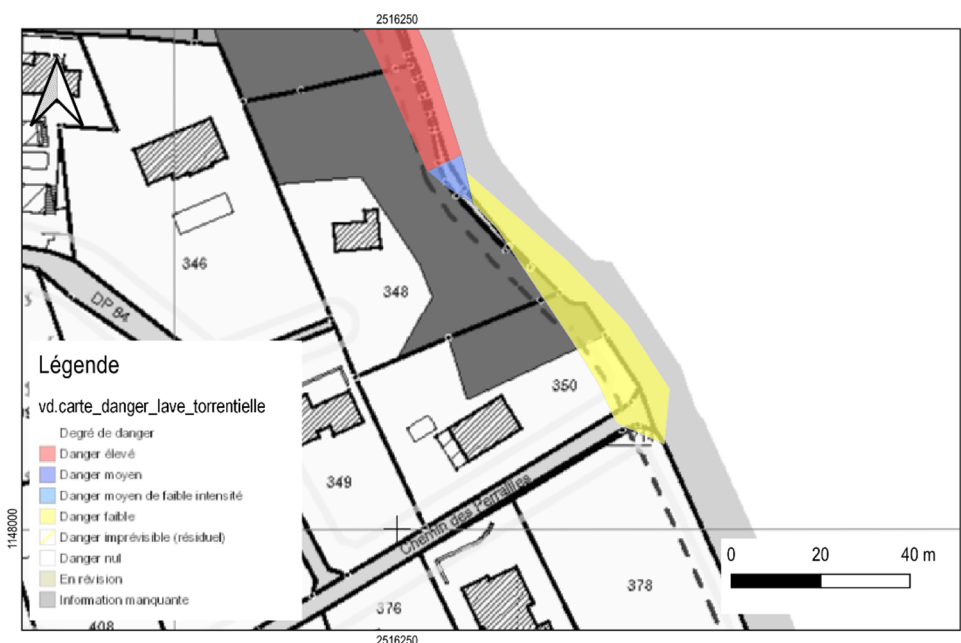 2516250
346
DP 84
348
Légende
vd.carte_danger_lave_torrentielle
Degré de danger
Danger élevé
Danger moyen
Danger moyen de faible intensité
Danger faible
Danger imprévisible (résiduel)
Danger nul
En révision
Information manquante
350
349
Chemin des Perrailles
1148000
0 20 40 m
378
376
408
2516250